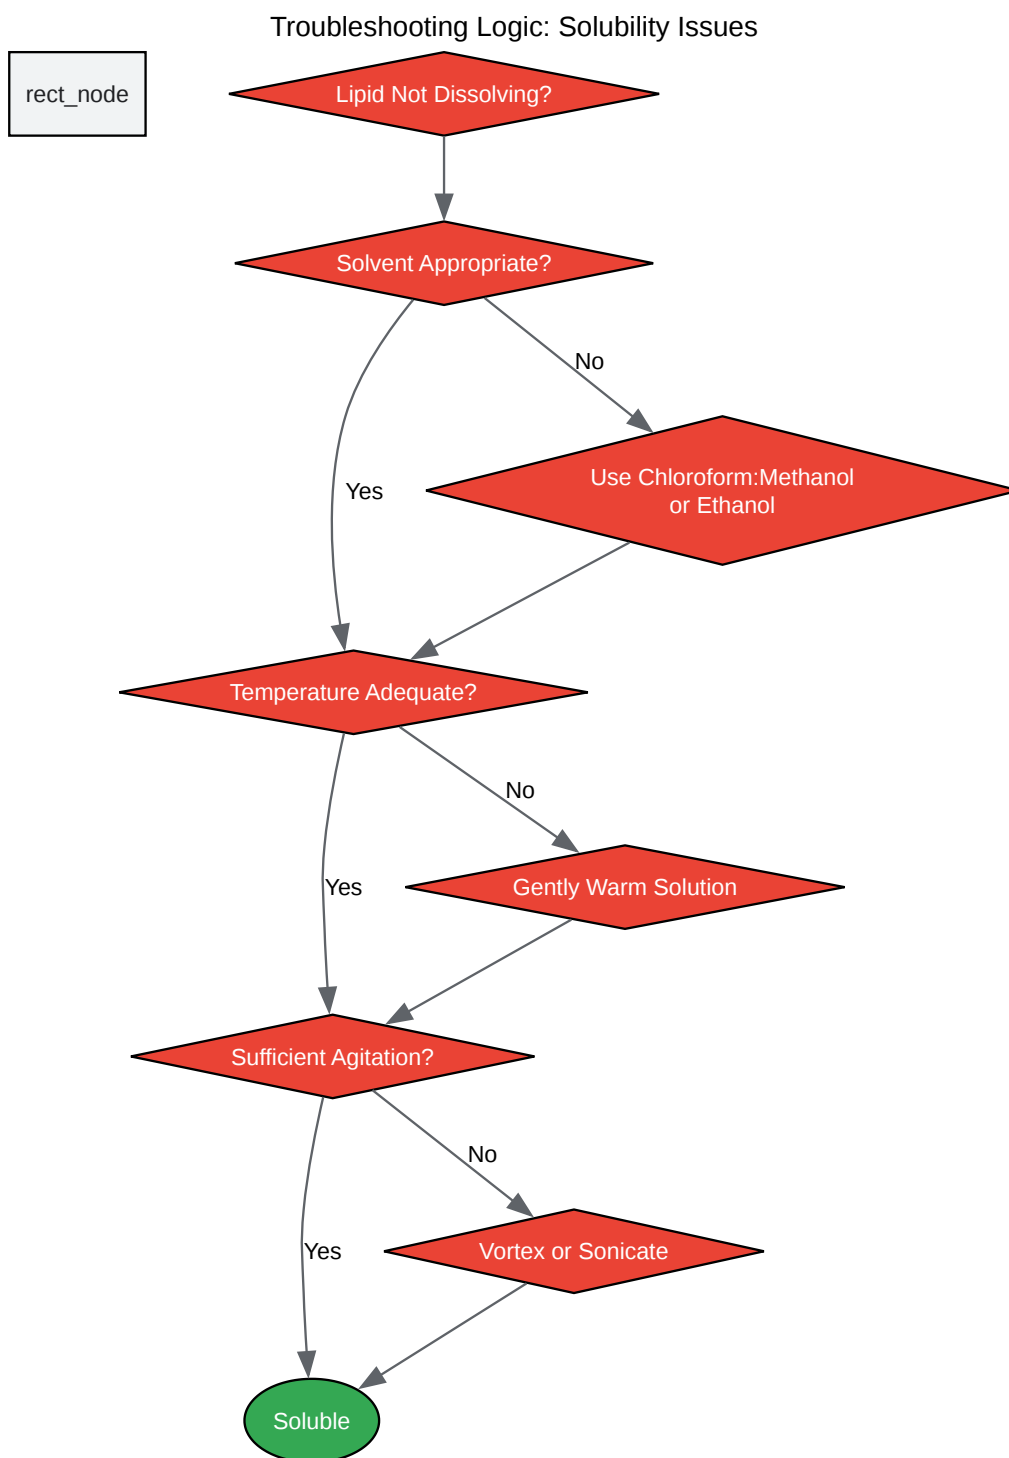 Troubleshooting Logic: Solubility Issues
rect_node
Lipid Not Dissolving?
Solvent Appropriate?
No
Use Chloroform:Methanol
or Ethanol
Yes
Temperature Adequate?
No
Gently Warm Solution
Yes
Sufficient Agitation?
No
Vortex or Sonicate
Yes
Soluble